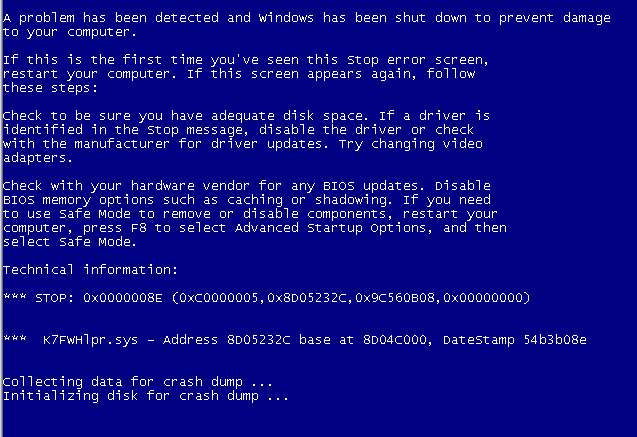 A problem has been detected and Windows has been shut down to prevent damage
to your computer.
If this is the first time you've seen this Stop error screen,
restart your computer. If this screen appears again, follow
these steps:
Check to be sure you have adequate disk space. If a driver is
identified in the Stop message, disable the driver or check
with the manufacturer for driver updates. Try changing video
adapters.
Check with your hardware vendor for any BIOS updates. Disable
BIOS memory options such as caching or shadowing. If you need
to use Safe Mode to remove or disable components, restart your
computer, press F8 to select Advanced Startup Options, and then
select Safe Mode.
Technical information:
*** STOP: 0x0000008E (0xC0000005,0x8D05232C,0x9C560B08,0x00000000)
***  K7FWHlpr.sys - Address 8D05232C base at 8D04C000, DateStamp 54b3b08e
Collecting data for crash dump ...
Initializing disk for crash dump ...